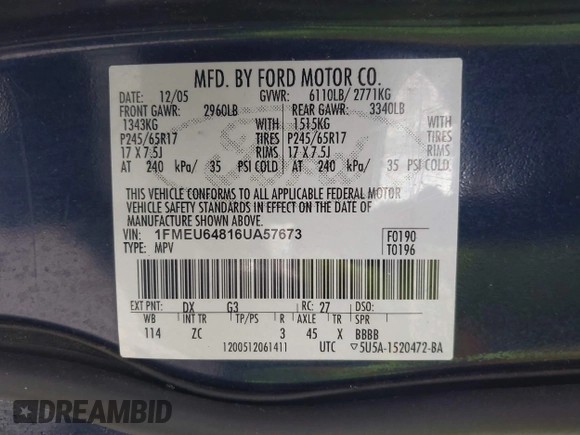 MFD. BY FORD MOTOR CO.
DATE: 12/05 GVWR: 6110LB/ 2771KG
FRONT GAWR: 2960LB REAR GAWR: 3340LB
1343KG WITH 1515KG WITH
P245/65R17 TIRES P245/65R17 TIRES
17 X 7.5J RIMS 17 X 7.5J RIMS
AT 240 kPa/ 35 PSI COLD AT 240 kPa/ 35 PSI COLD
THIS VEHICLE CONFORMS TO ALL APPLICABLE FEDERAL MOTOR
VEHICLE SAFETY STANDARDS IN EFFECT ON THE DATE OF
MANUFACTURE SHOWN ABOVE.
VIN: 1FMEU64816UA57673 F0190
TYPE: MPV T0196
EXT PNT: DX G3 RC: 27 DSO:
WB INT TR TP/PS R AXLE TR SPR
114 ZC 3 45 X BBBB
1200512061411 UTC ▽5U5A-1520472-BA
DREAMBID